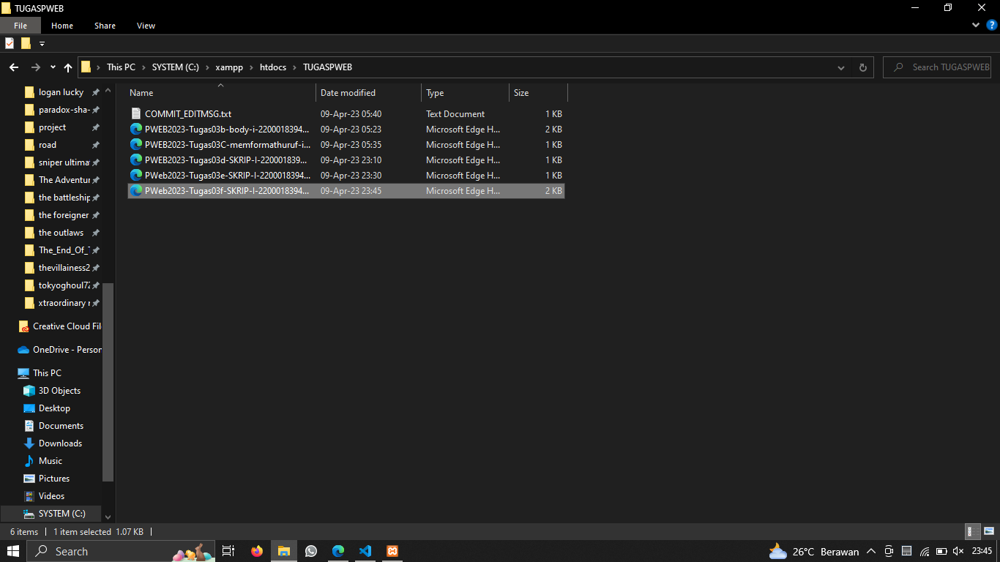 TUGASPWEB
File Home Share View
This PC SYSTEM (C:) xampp htdocs TUGASPWEB Search TUGASPWEB
Name Date modified Type Size
COMMIT_EDITMSG.txt 09-Apr-23 05:40 Text Document 1 KB
PWEB2023-Tugas03b-body-i-2200018394... 09-Apr-23 05:23 Microsoft Edge H... 2 KB
PWEB2023-Tugas03C-memformathuruf-i... 09-Apr-23 05:35 Microsoft Edge H... 1 KB
PWEB2023-Tugas03d-SKRIP-I-220001839... 09-Apr-23 23:10 Microsoft Edge H... 1 KB
PWeb2023-Tugas03e-SKRIP-I-2200018394... 09-Apr-23 23:30 Microsoft Edge H... 1 KB
PWeb2023-Tugas03f-SKRIP-I-2200018394... 09-Apr-23 23:45 Microsoft Edge H... 2 KB
logan lucky
paradox-sha-
project
road
sniper ultima
The Adventur
the battleship
the foreigner
the outlaws
The_End_Of_T
thevillainess2
tokyoghoul72
xtraordinary r
Creative Cloud Fil
OneDrive - Person
This PC
3D Objects
Desktop
Documents
Downloads
Music
Pictures
Videos
SYSTEM (C:)
6 items 1 item selected 1.07 KB
Search 26°C Berawan 23:45